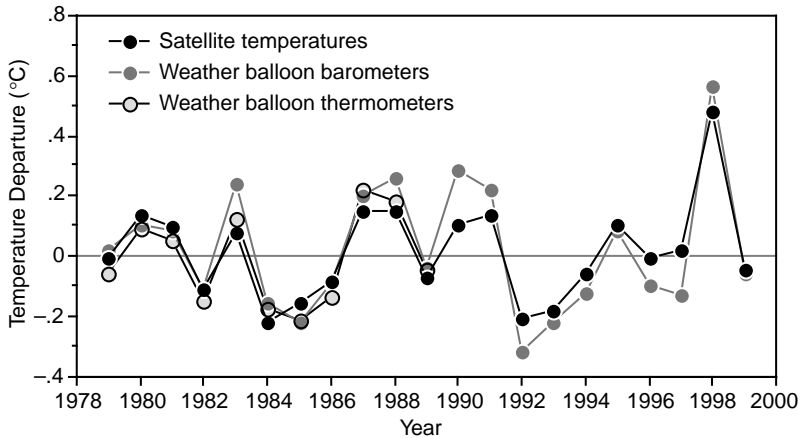 .8
.6
.4
.2
0
–.2
–.4
Temperature Departure (°C)
Satellite temperatures
Weather balloon barometers
Weather balloon thermometers
1978 1980 1982 1984 1986 1988 1990 1992 1994 1996 1998 2000
Year